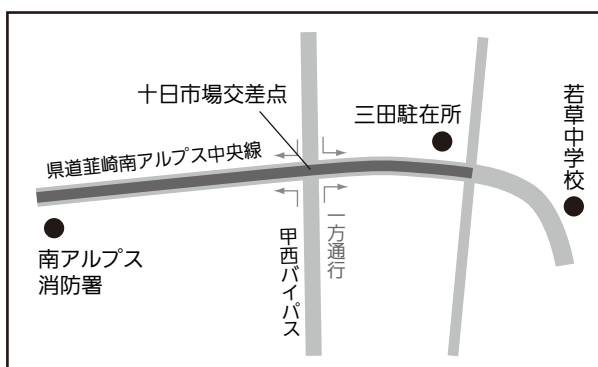 十日市場交差点
三田駐在所
若草中学校
県道韮崎南アルプス中央線
南アルプス
消防署
甲西バイパス
一方通行